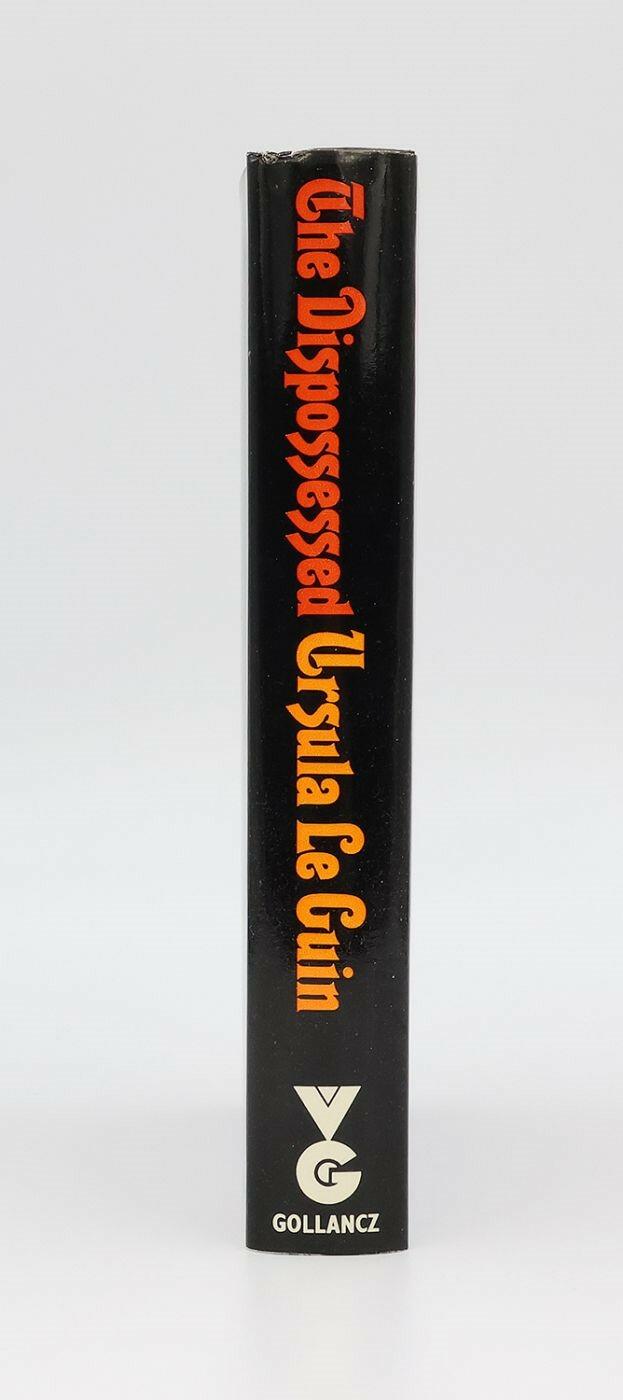 The Dispossessed Ursula Le Guin
VG
GOLLANCZ